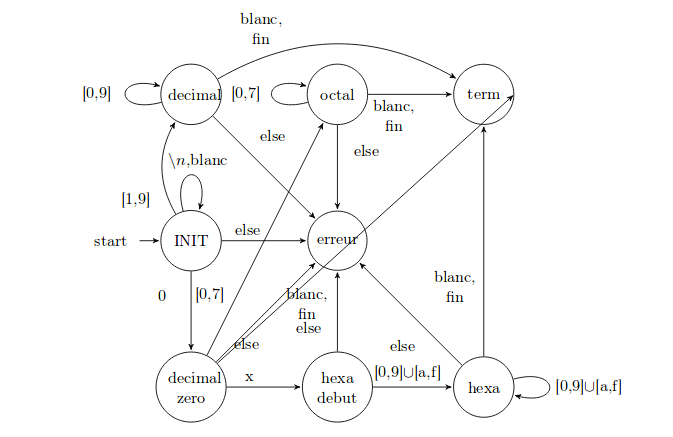 blanc,
fin
[0,9]
decimal
[0,7]
octal
term
blanc,
fin
else
else
\n,blanc
[1,9]
start
INIT
else
erreur
0
[0,7]
blanc,
fin
blanc,
fin
else
else
else
decimal
zero
x
hexa
debut
[0,9]∪[a,f]
hexa
[0,9]∪[a,f]